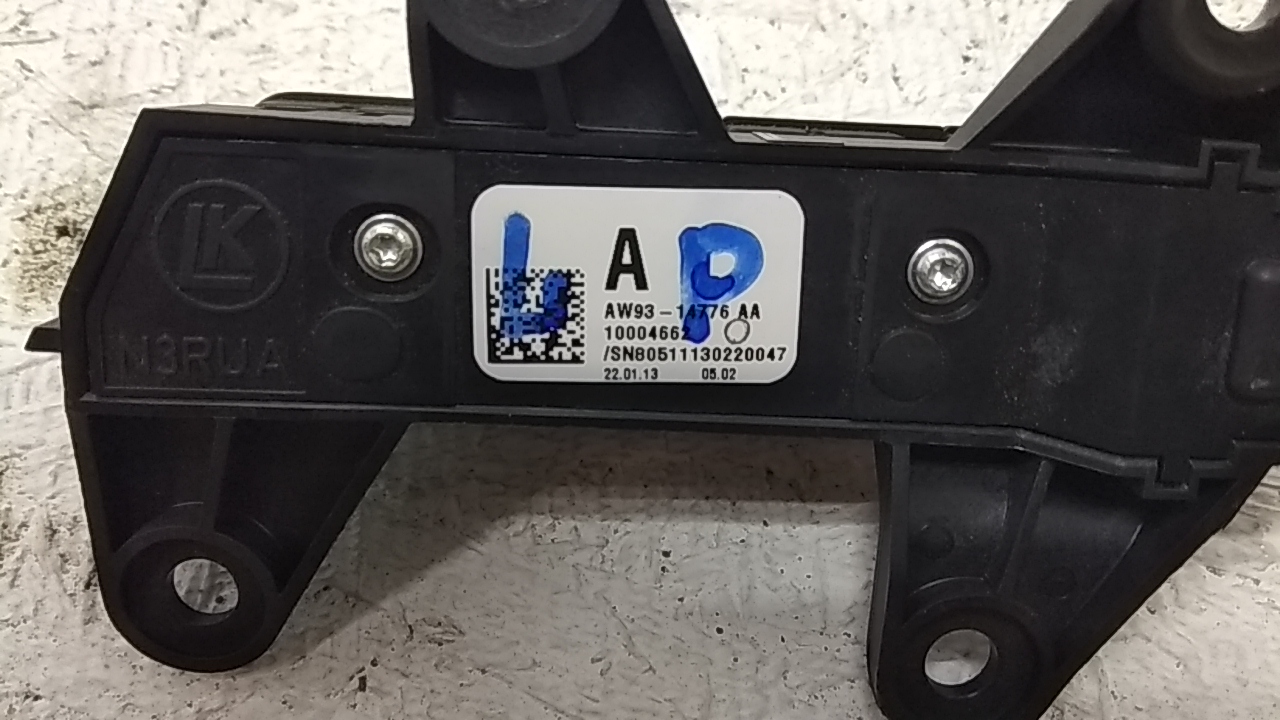 LK
N3RUA
L A P
AW93-14776 AA
10004662
/SN80511130220047
22.01.13 05.02